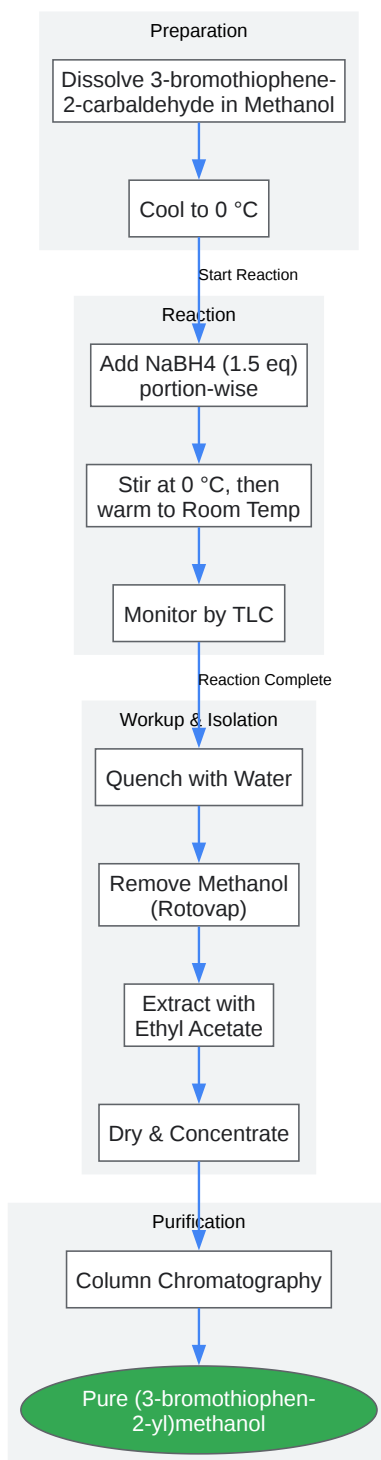 Preparation
Dissolve 3-bromothiophene-
2-carbaldehyde in Methanol
Cool to 0 °C
Start Reaction
Reaction
Add NaBH4 (1.5 eq)
portion-wise
Stir at 0 °C, then
warm to Room Temp
Monitor by TLC
Reaction Complete
Workup & Isolation
Quench with Water
Remove Methanol
(Rotovap)
Extract with
Ethyl Acetate
Dry & Concentrate
Purification
Column Chromatography
Pure (3-bromothiophen-
2-yl)methanol